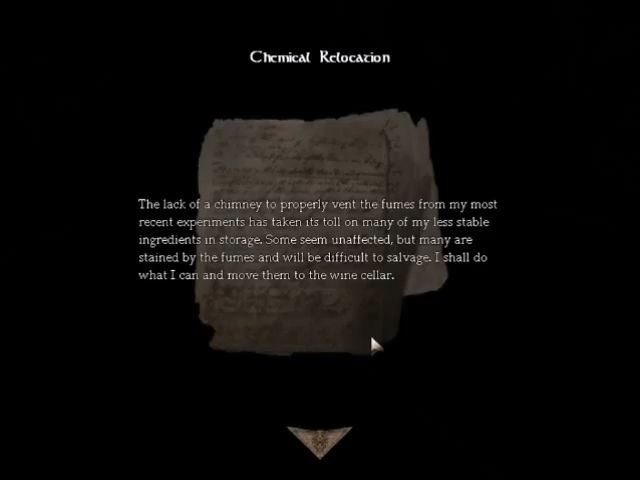 Chemical Relocation
The lack of a chimney to properly vent the fumes from my most
recent experiments has taken its toll on many of my less stable
ingredients in storage. Some seem unaffected, but many are
stained by the fumes and will be difficult to salvage. I shall do
what I can and move them to the wine cellar.